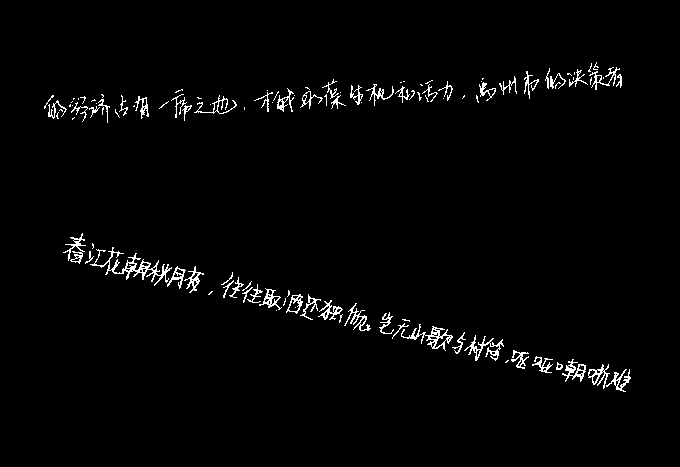 的经济占有一席之地，才能永葆生机和活力，禹州市的决策者
春江花朝秋月夜，往往取酒还独倾。岂无山歌与村笛，呕哑嘲哳难